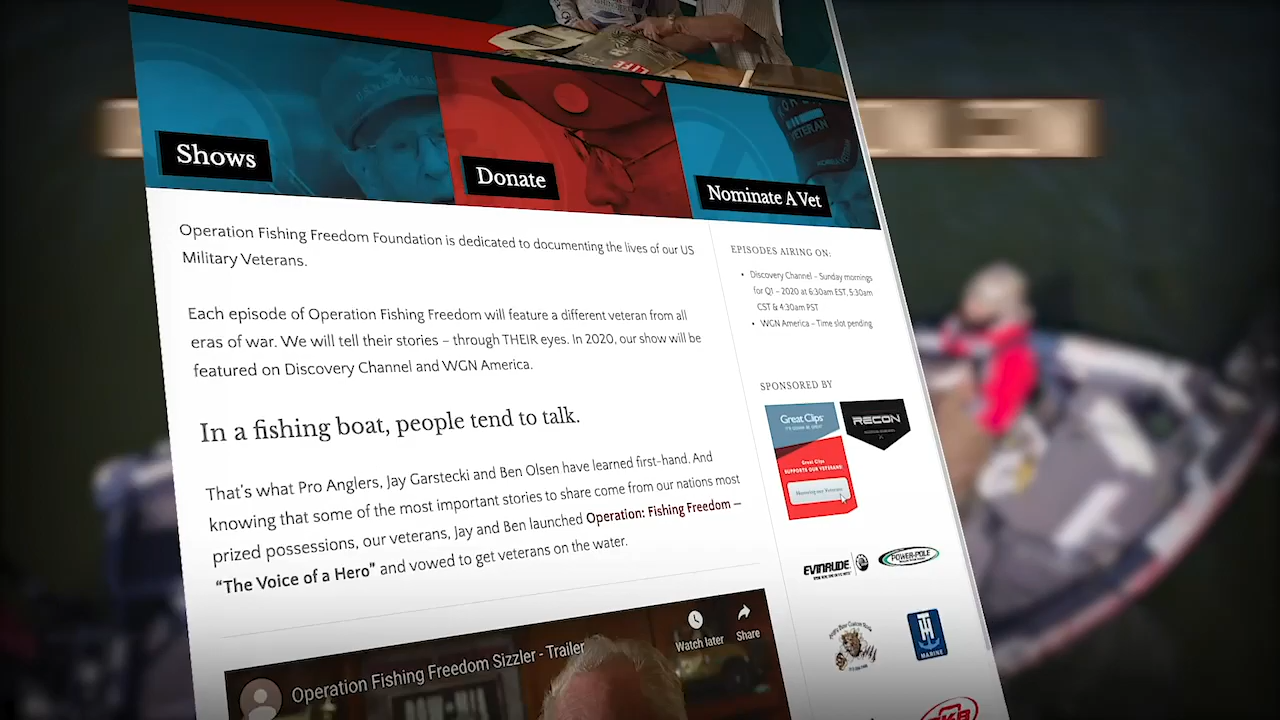 LIFE
KOREA
VETERAN
Shows
Donate
Nominate A Vet
Operation Fishing Freedom Foundation is dedicated to documenting the lives of our US
Military Veterans.
Each episode of Operation Fishing Freedom will feature a different veteran from all
eras of war. We will tell their stories – through THEIR eyes. In 2020, our show will be
featured on Discovery Channel and WGN America.
In a fishing boat, people tend to talk.
That's what Pro Anglers, Jay Garstecki and Ben Olsen have learned first-hand. And
knowing that some of the most important stories to share come from our nations most
prized possessions, our veterans, Jay and Ben launched Operation: Fishing Freedom –
“The Voice of a Hero” and vowed to get veterans on the water.
Operation Fishing Freedom Sizzler - Trailer
Watch later
Share
EPISODES AIRING ON:
• Discovery Channel – Sunday mornings
for Q1 – 2020 at 6:30am EST, 5:30am
CST & 4:30am PST
• WGN America – Time slot pending
SPONSORED BY
Great Clips
RECON
Great Clips
SUPPORTS OUR VETERANS!
Honoring our Veterans
EVINRUDE
POWER-POLE
TH
MARINE